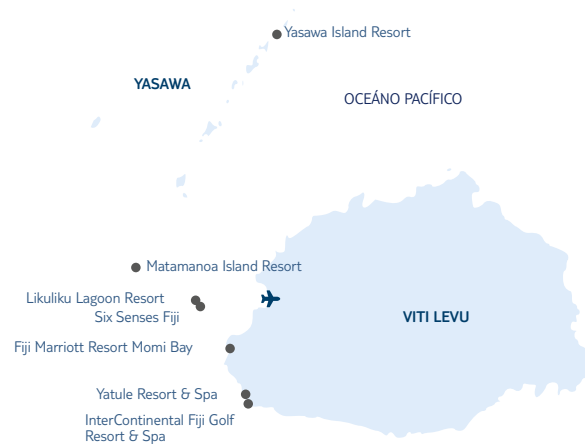 Yasawa Island Resort
YASAWA
OCEÁNO PACÍFICO
Matamanoa Island Resort
Likuliku Lagoon Resort
Six Senses Fiji
VITI LEVU
Fiji Marriott Resort Momi Bay
Yatule Resort & Spa
InterContinental Fiji Golf
Resort & Spa